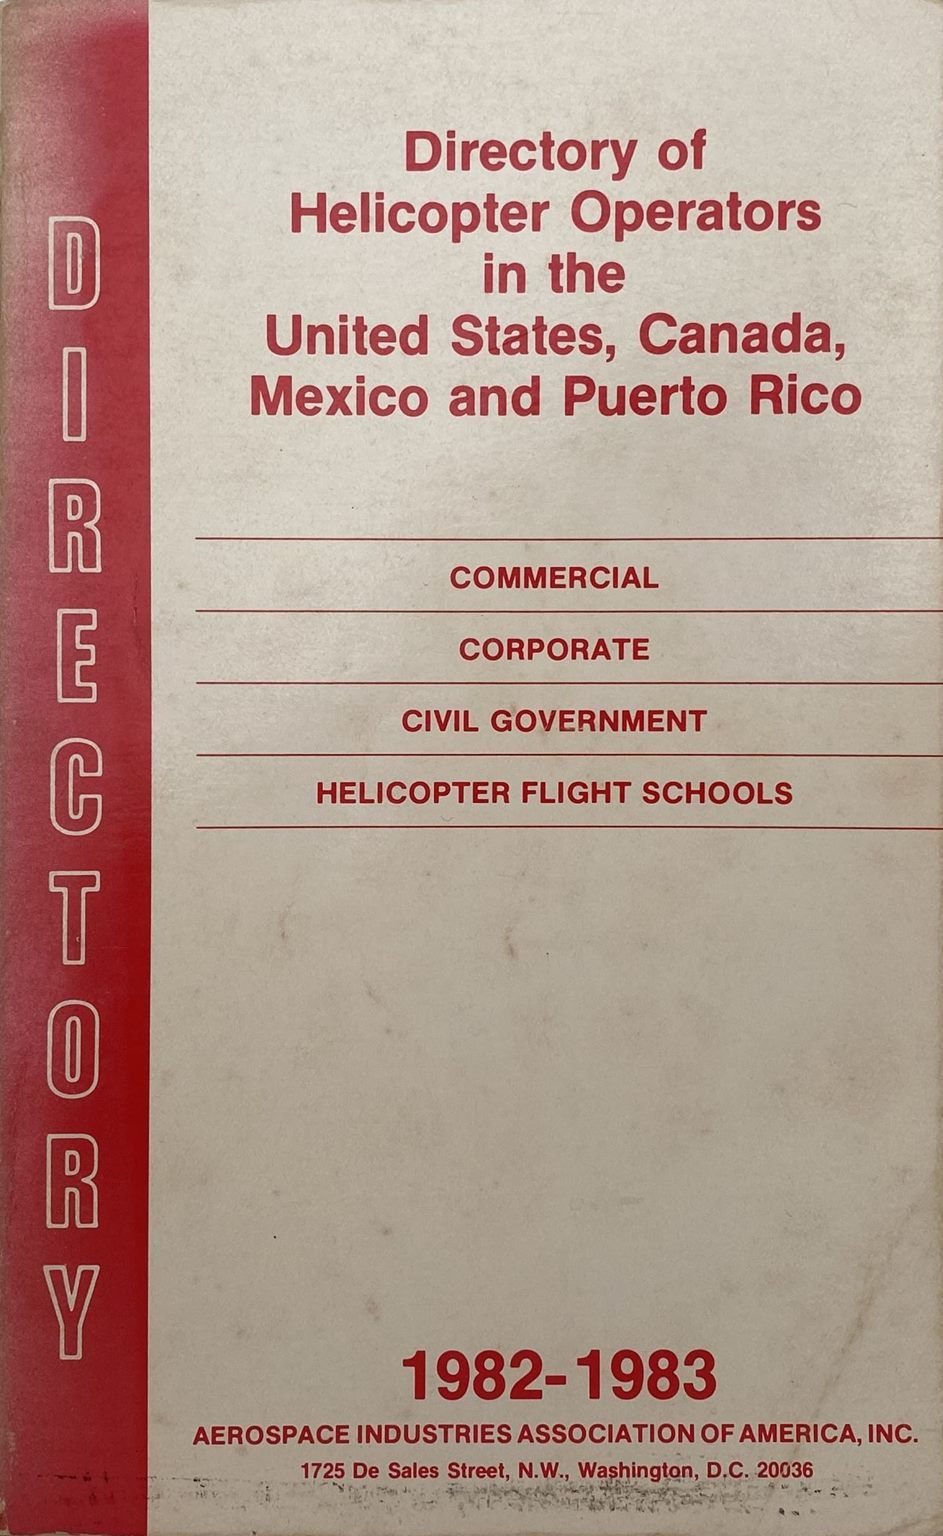 DIRECTORY
Directory of
Helicopter Operators
in the
United States, Canada,
Mexico and Puerto Rico
COMMERCIAL
CORPORATE
CIVIL GOVERNMENT
HELICOPTER FLIGHT SCHOOLS
1982-1983
AEROSPACE INDUSTRIES ASSOCIATION OF AMERICA, INC.
1725 De Sales Street, N.W., Washington, D.C. 20036